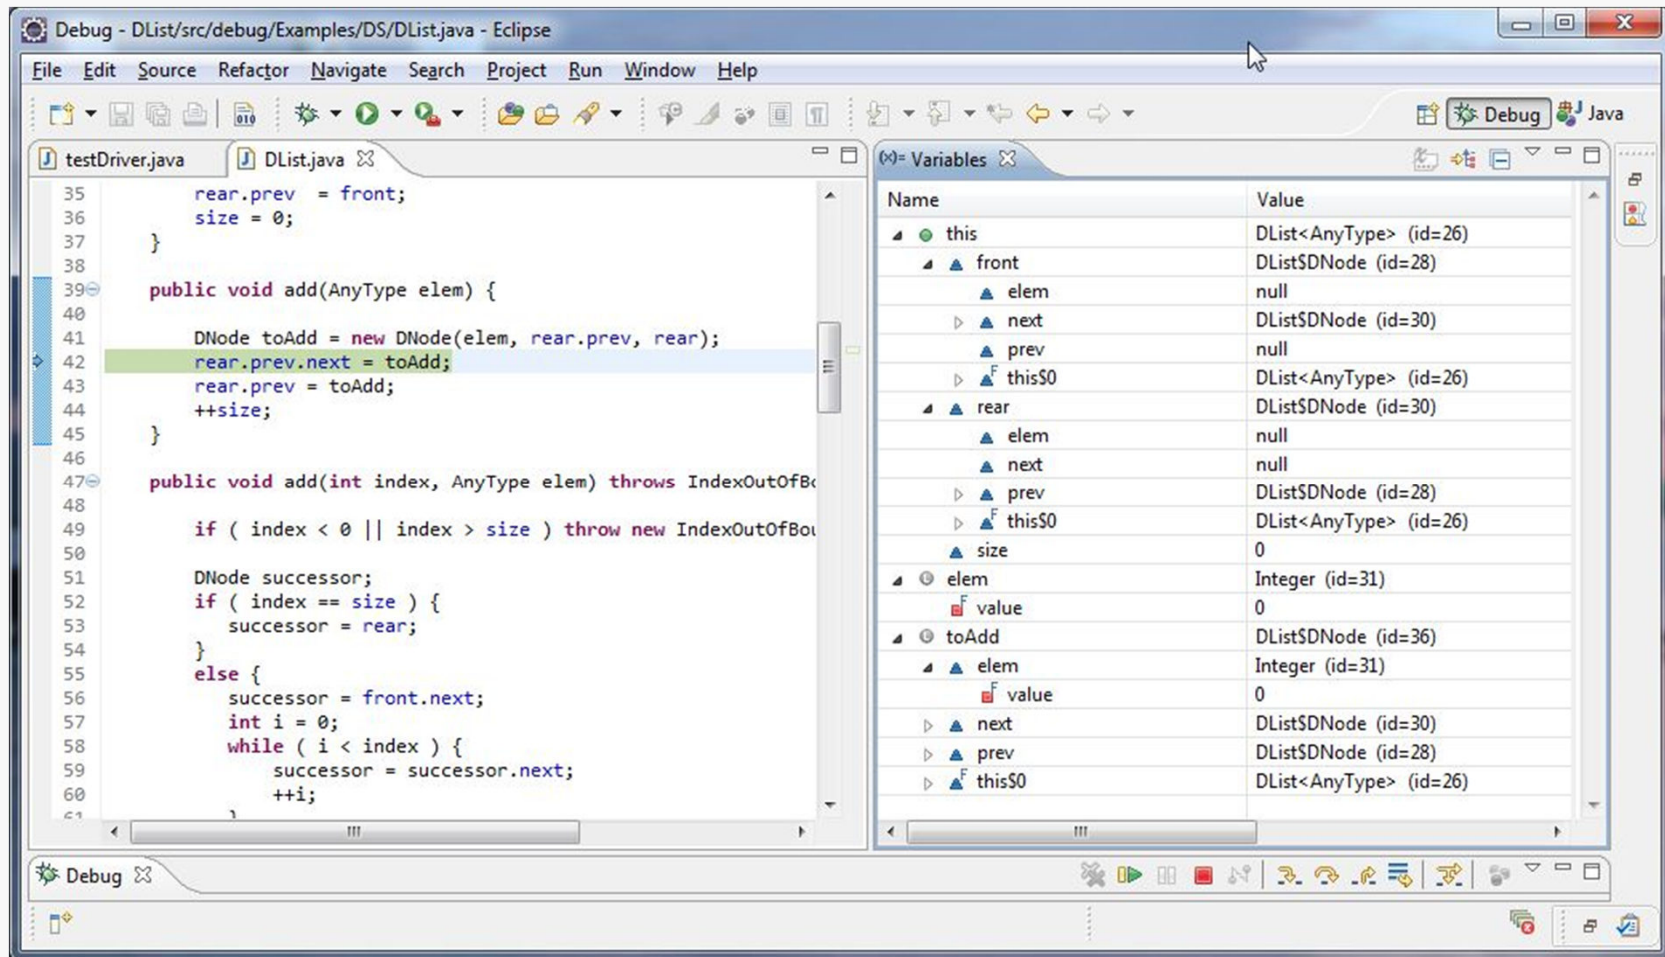 Debug - DList/src/debug/Examples/DS/DList.java - Eclipse
File Edit Source Refactor Navigate Search Project Run Window Help
Debug Java
testDriver.java DList.java
35 rear.prev = front;
36 size = 0;
37 }
38
39 public void add(AnyType elem) {
40
41 DNode toAdd = new DNode(elem, rear.prev, rear);
42 rear.prev.next = toAdd;
43 rear.prev = toAdd;
44 ++size;
45 }
46
47 public void add(int index, AnyType elem) throws IndexOutOfBo
48
49 if ( index < 0 || index > size ) throw new IndexOutOfBou
50
51 DNode successor;
52 if ( index == size ) {
53 successor = rear;
54 }
55 else {
56 successor = front.next;
57 int i = 0;
58 while ( i < index ) {
59 successor = successor.next;
60 ++i;
61 }
(x)= Variables
Name Value
this DList<AnyType> (id=26)
front DList$DNode (id=28)
elem null
next DList$DNode (id=30)
prev null
this$0 DList<AnyType> (id=26)
rear DList$DNode (id=30)
elem null
next null
prev DList$DNode (id=28)
this$0 DList<AnyType> (id=26)
size 0
elem Integer (id=31)
value 0
toAdd DList$DNode (id=36)
elem Integer (id=31)
value 0
next DList$DNode (id=30)
prev DList$DNode (id=28)
this$0 DList<AnyType> (id=26)
Debug